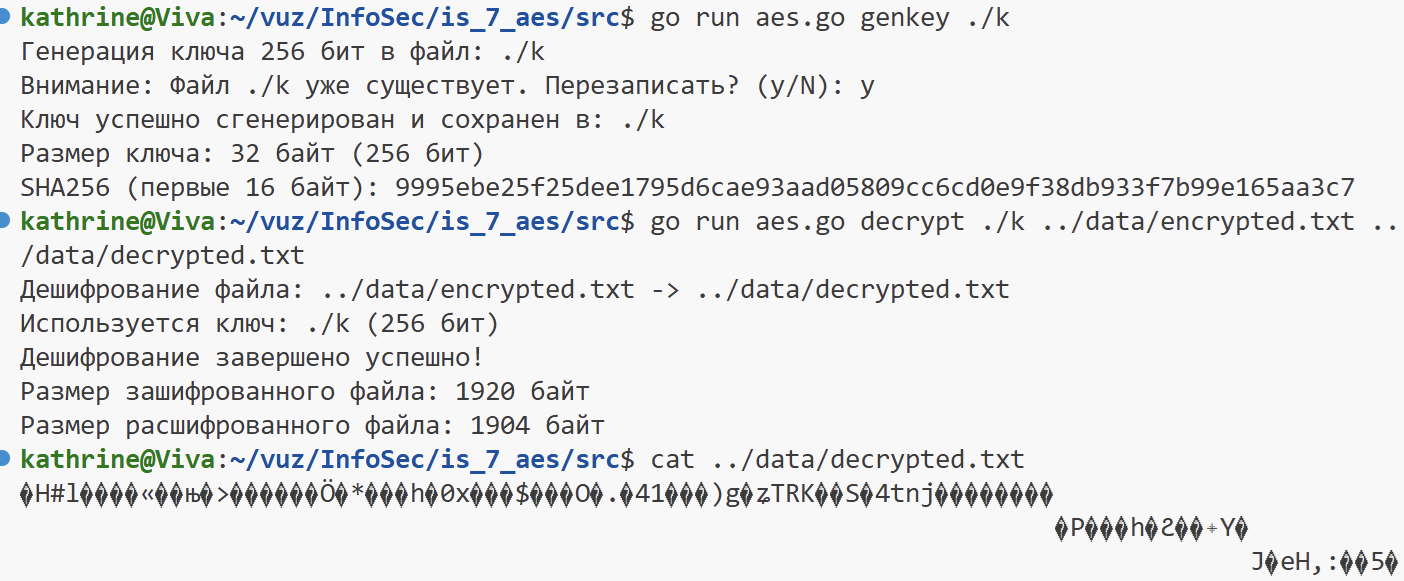 kathrine@Viva:~/vuz/InfoSec/is_7_aes/src$ go run aes.go genkey ./k
Генерация ключа 256 бит в файл: ./k
Внимание: Файл ./k уже существует. Перезаписать? (y/N): y
Ключ успешно сгенерирован и сохранен в: ./k
Размер ключа: 32 байт (256 бит)
SHA256 (первые 16 байт): 9995ebe25f25dee1795d6cae93aad05809cc6cd0e9f38db933f7b99e165aa3c7
kathrine@Viva:~/vuz/InfoSec/is_7_aes/src$ go run aes.go decrypt ./k ../data/encrypted.txt ..
/data/decrypted.txt
Дешифрование файла: ../data/encrypted.txt -> ../data/decrypted.txt
Используется ключ: ./k (256 бит)
Дешифрование завершено успешно!
Размер зашифрованного файла: 1920 байт
Размер расшифрованного файла: 1904 байт
kathrine@Viva:~/vuz/InfoSec/is_7_aes/src$ cat ../data/decrypted.txt
�H#l����«��њ�>������Ö�*���h�0x���$���O�.�41���)g�ʑTRK��S�4tnj���������
�P���h�Ƨ��÷Y�
J�eH,:��5�